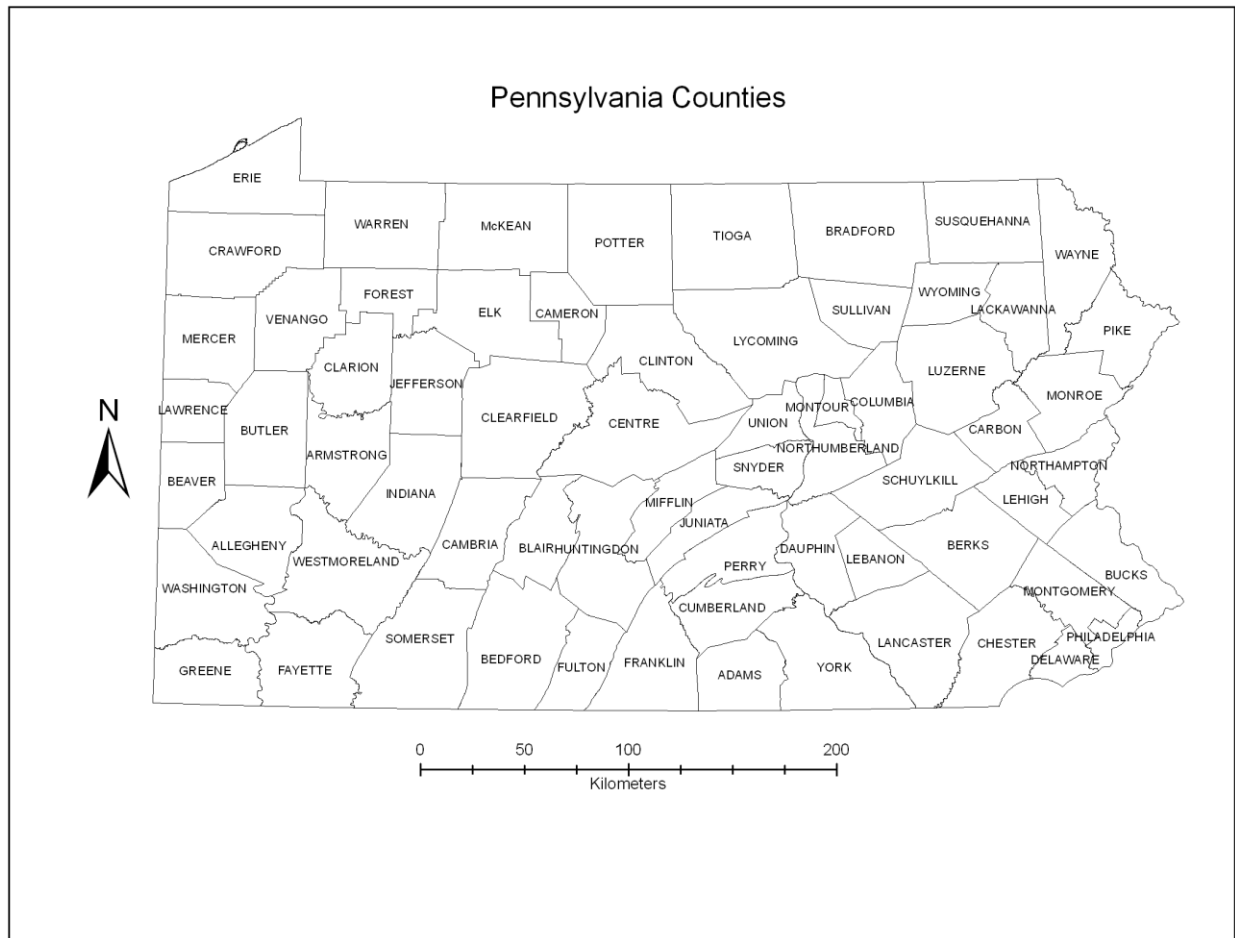 Pennsylvania Counties
ERIE
WARREN
McKEAN
POTTER
TIOGA
BRADFORD
SUSQUEHANNA
CRAWFORD
WAYNE
FOREST
VENANGO
ELK
CAMERON
SULLIVAN
WYOMING
LACKAWANNA
MERCER
LYCOMING
PIKE
CLARION
CLINTON
JEFFERSON
LUZERNE
LAWRENCE
CLEARFIELD
CENTRE
UNION
MONTOUR
COLUMBIA
MONROE
N
BUTLER
CARBON
ARMSTRONG
NORTHUMBERLAND
BEAVER
INDIANA
SNYDER
SCHUYLKILL
NORTHAMPTON
LEHIGH
MIFFLIN
JUNIATA
ALLEGHENY
WESTMORELAND
CAMBRIA
BLAIR
HUNTINGDON
PERRY
DAUPHIN
LEBANON
BERKS
BUCKS
WASHINGTON
CUMBERLAND
MONTGOMERY
SOMERSET
LANCASTER
CHESTER
PHILADELPHIA
GREENE
FAYETTE
BEDFORD
FULTON
FRANKLIN
ADAMS
YORK
DELAWARE
0 50 100 200
Kilometers